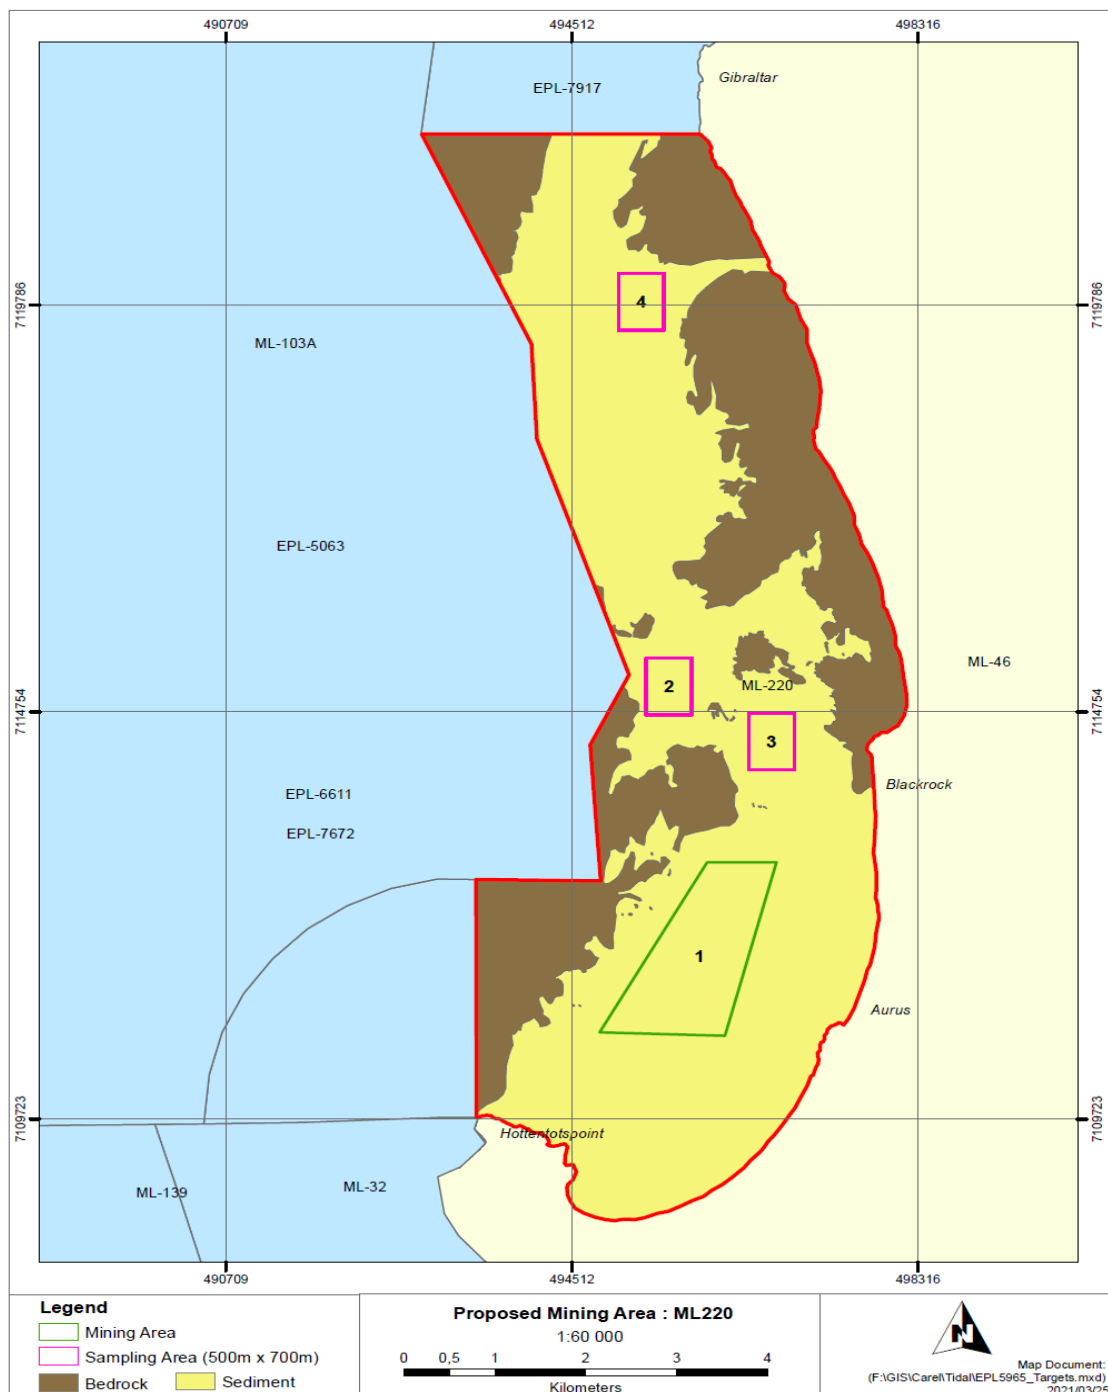 490709
494512
498316
Gibraltar
EPL-7917
7119786
7119786
4
ML-103A
EPL-5063
ML-46
2
ML-220
7114754
7114754
3
Blackrock
EPL-6611
EPL-7672
1
Aurus
7109723
7109723
Hottentotspoint
ML-139
ML-32
490709
494512
498316
Legend
Mining Area
Sampling Area (500m x 700m)
Bedrock
Sediment
Proposed Mining Area : ML220
1:60 000
0 0,5 1 2 3 4
Kilometers
N
Map Document:
(F:\GIS\Carel\Tidal\EPL5965_Targets.mxd)
2021/03/25